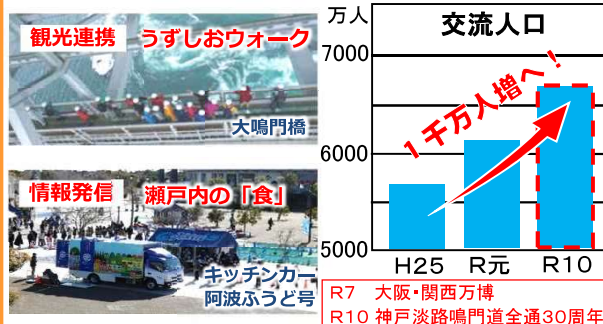 観光連携 うずしおウォーク
大鳴門橋
情報発信 瀬戸内の「食」
キッチンカー
阿波ふうど号
万人
交流人口
7000
1千万人増へ！
6000
5000
H25 R元 R10
R7 大阪・関西万博
R10 神戸淡路鳴門道全通30周年